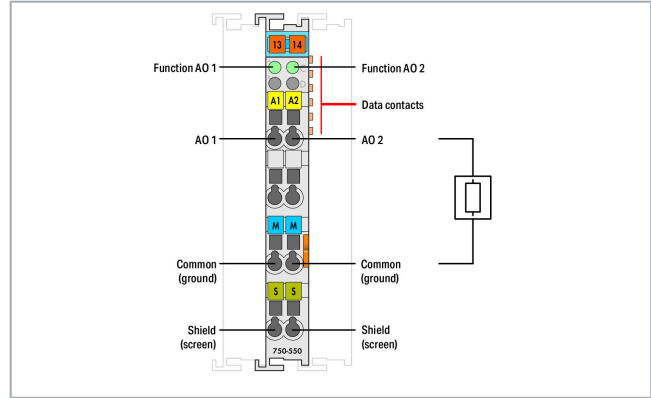 13 14
Function AO 1
Function AO 2
A1 A2
Data contacts
AO 1
AO 2
M M
Common
(ground)
Common
(ground)
S S
Shield
(screen)
Shield
(screen)
750-550